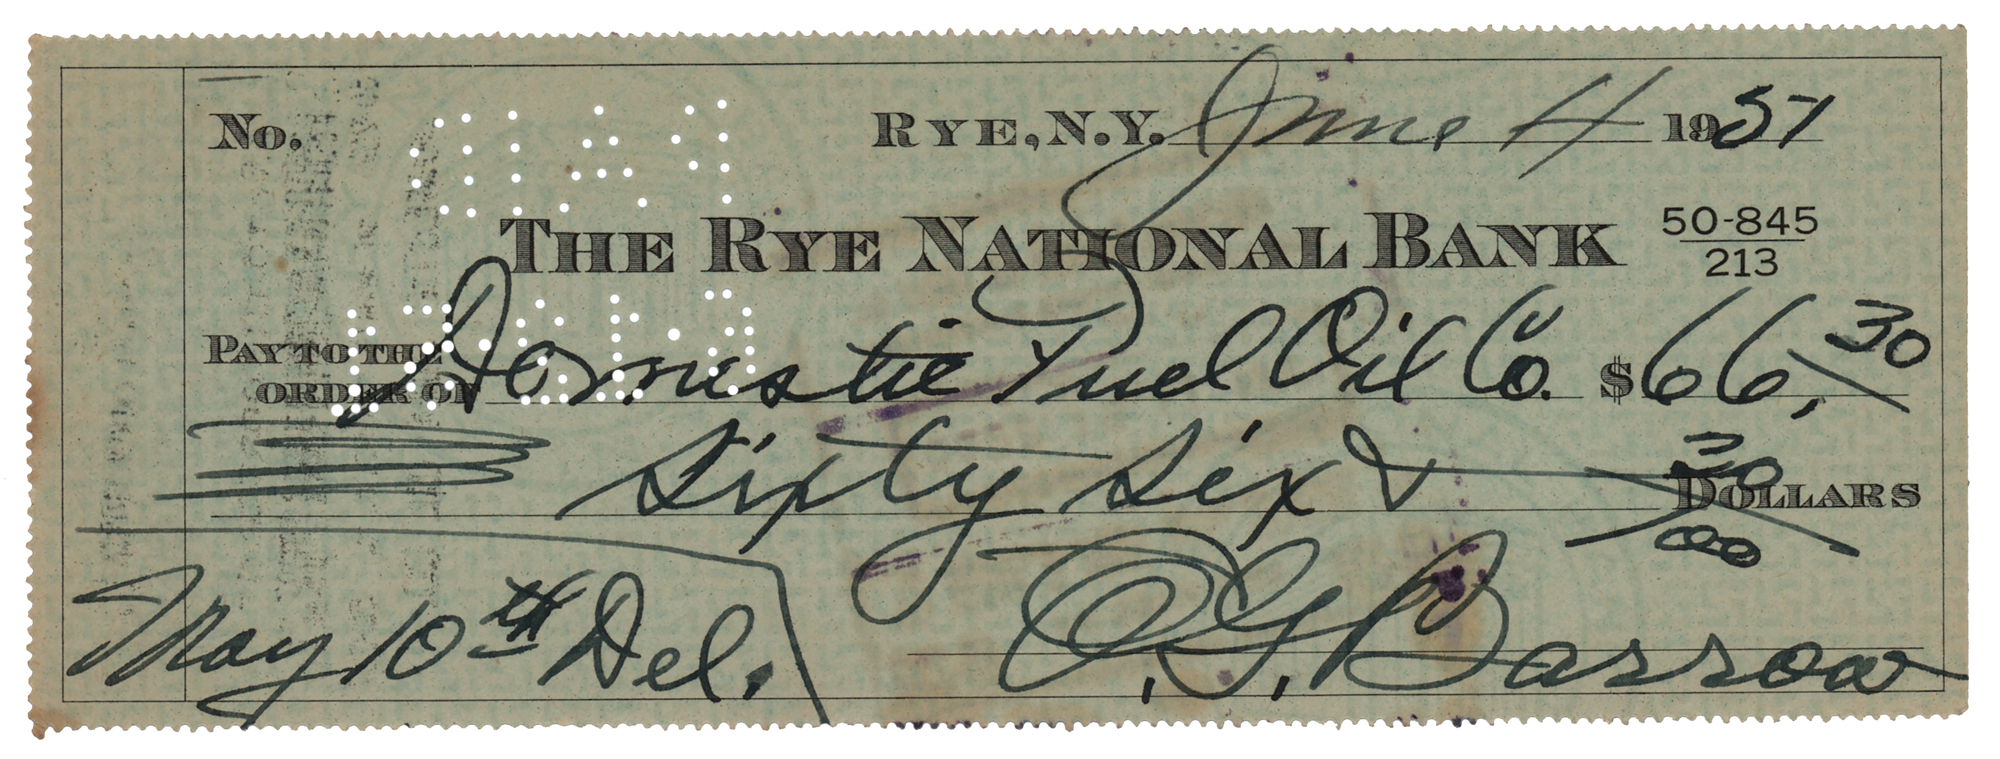 No. RYE, N.Y. June 4 1937
THE RYE NATIONAL BANK 50-845
213
PAY TO THE
ORDER OF Domestic Fuel Oil Co. $ 66, 30
Sixty Six & 30/00 DOLLARS
May 10th Del. E. G. Barrow